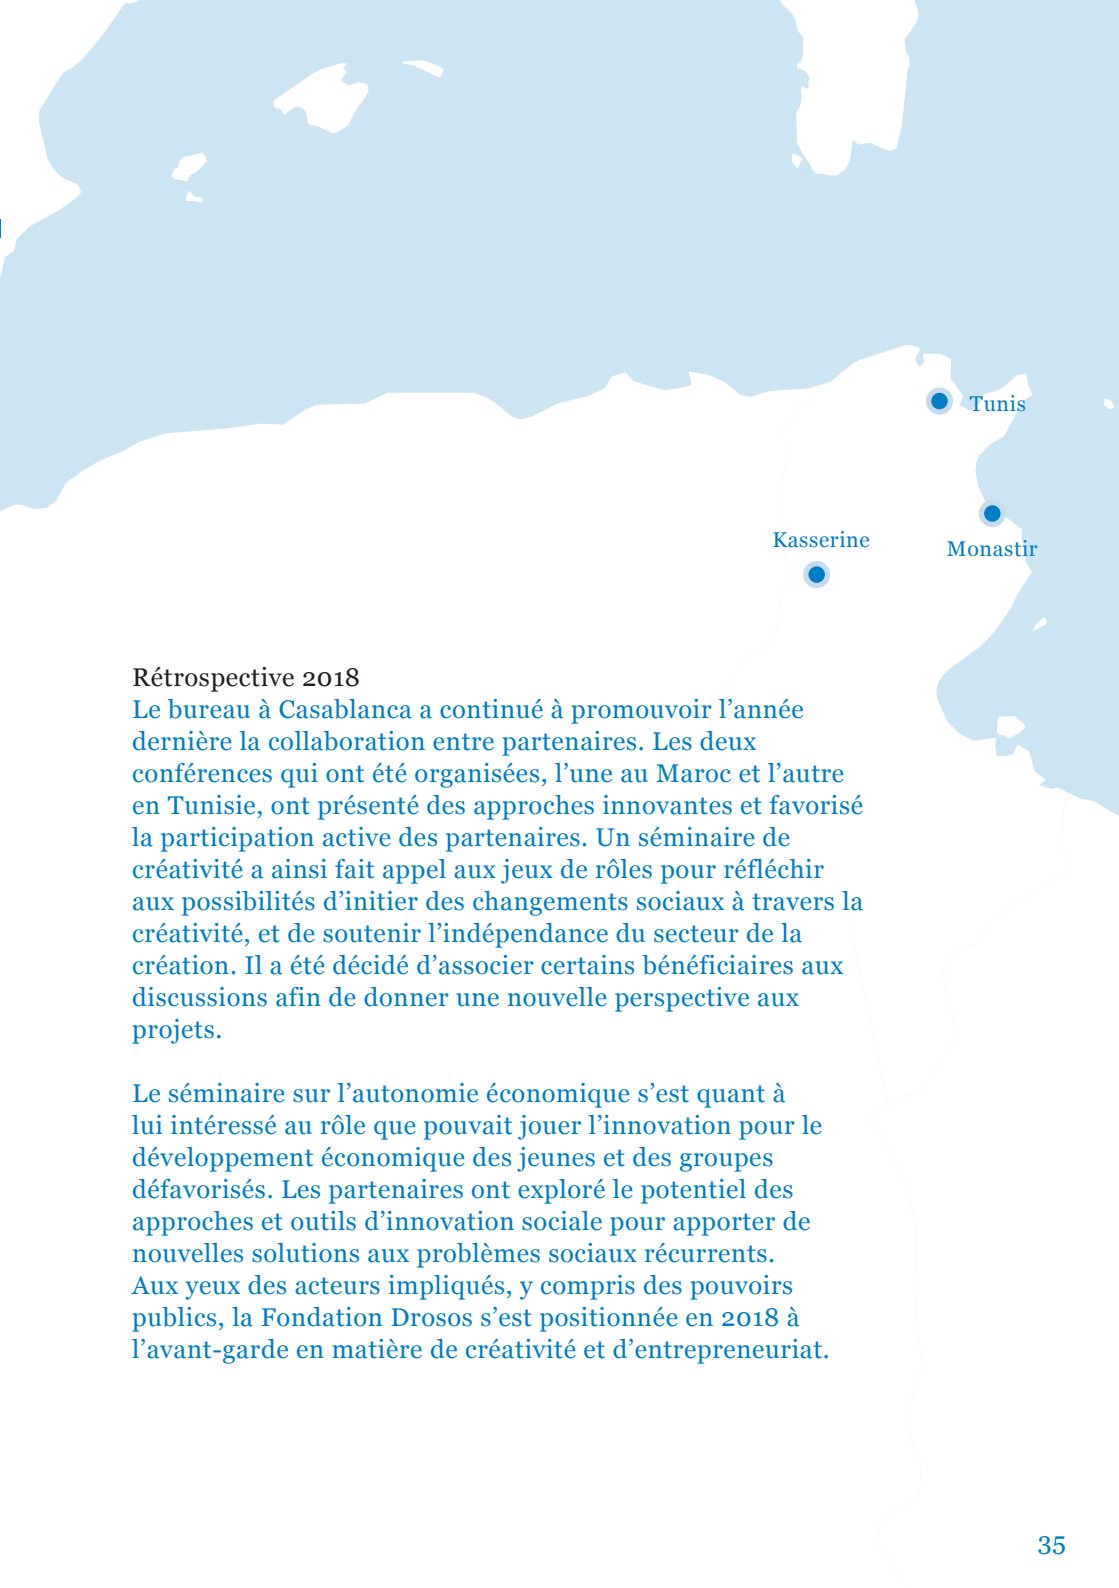 Tunis
Kasserine
Monastir
Rétrospective 2018
Le bureau à Casablanca a continué à promouvoir l’année
dernière la collaboration entre partenaires. Les deux
conférences qui ont été organisées, l’une au Maroc et l’autre
en Tunisie, ont présenté des approches innovantes et favorisé
la participation active des partenaires. Un séminaire de
créativité a ainsi fait appel aux jeux de rôles pour réfléchir
aux possibilités d’initier des changements sociaux à travers la
créativité, et de soutenir l’indépendance du secteur de la
création. Il a été décidé d’associer certains bénéficiaires aux
discussions afin de donner une nouvelle perspective aux
projets.
Le séminaire sur l’autonomie économique s’est quant à
lui intéressé au rôle que pouvait jouer l’innovation pour le
développement économique des jeunes et des groupes
défavorisés. Les partenaires ont exploré le potentiel des
approches et outils d’innovation sociale pour apporter de
nouvelles solutions aux problèmes sociaux récurrents.
Aux yeux des acteurs impliqués, y compris des pouvoirs
publics, la Fondation Drosos s’est positionnée en 2018 à
l’avant-garde en matière de créativité et d’entrepreneuriat.
35